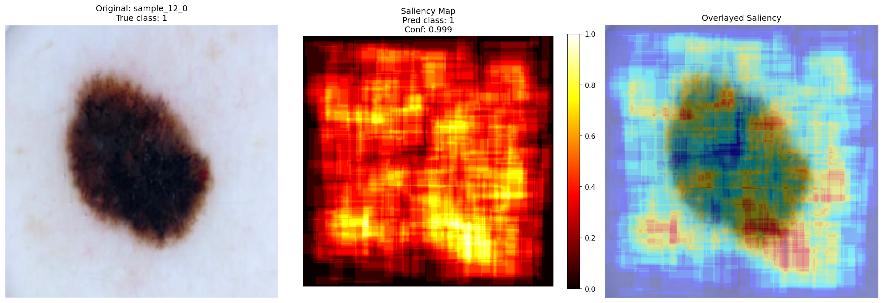 Original: sample_12_0
True class: 1
Saliency Map
Pred class: 1
Conf: 0.999
Overlayed Saliency
1.0
0.8
0.6
0.4
0.2
0.0